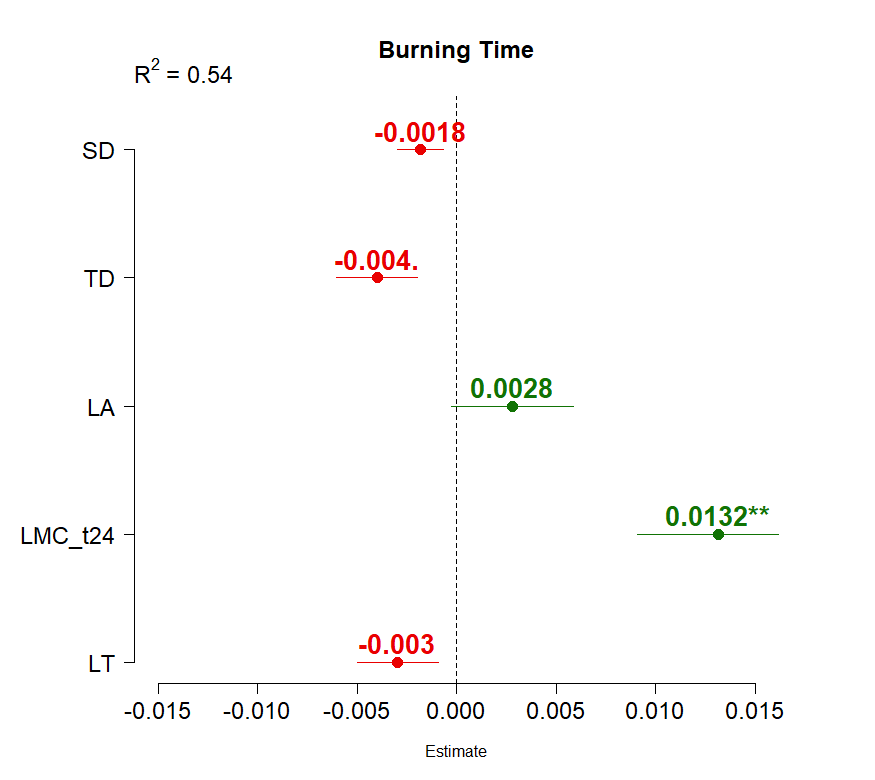 Burning Time
R² = 0.54
SD
-0.0018
TD
-0.004.
LA
0.0028
LMC_t24
0.0132**
LT
-0.003
-0.015 -0.010 -0.005 0.000 0.005 0.010 0.015
Estimate